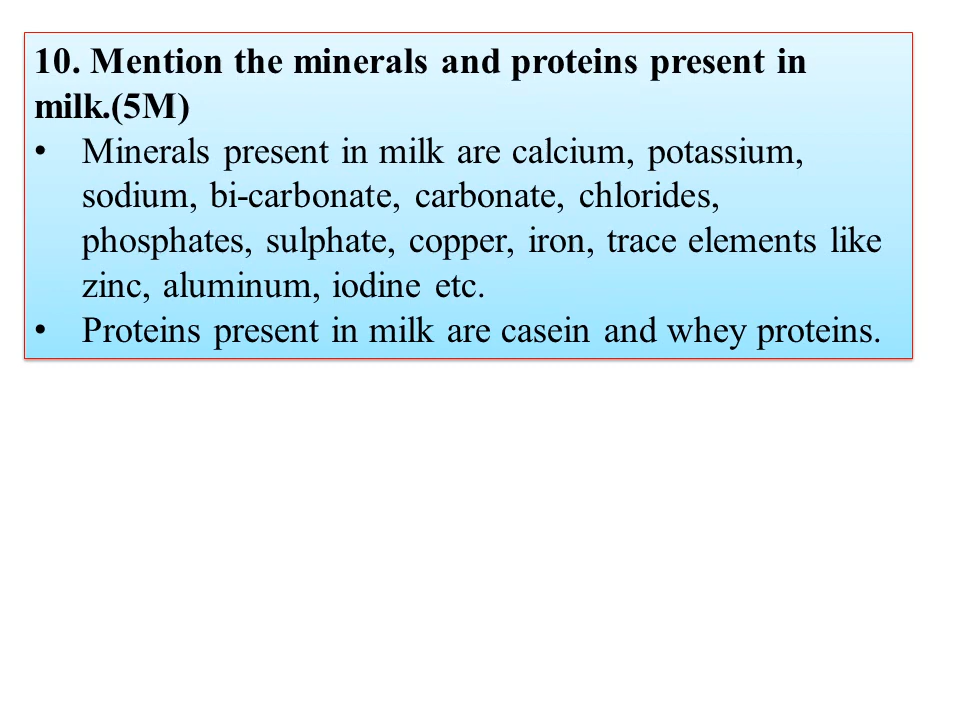 10. Mention the minerals and proteins present in
milk.(5M)
• Minerals present in milk are calcium, potassium,
sodium, bi-carbonate, carbonate, chlorides,
phosphates, sulphate, copper, iron, trace elements like
zinc, aluminum, iodine etc.
• Proteins present in milk are casein and whey proteins.